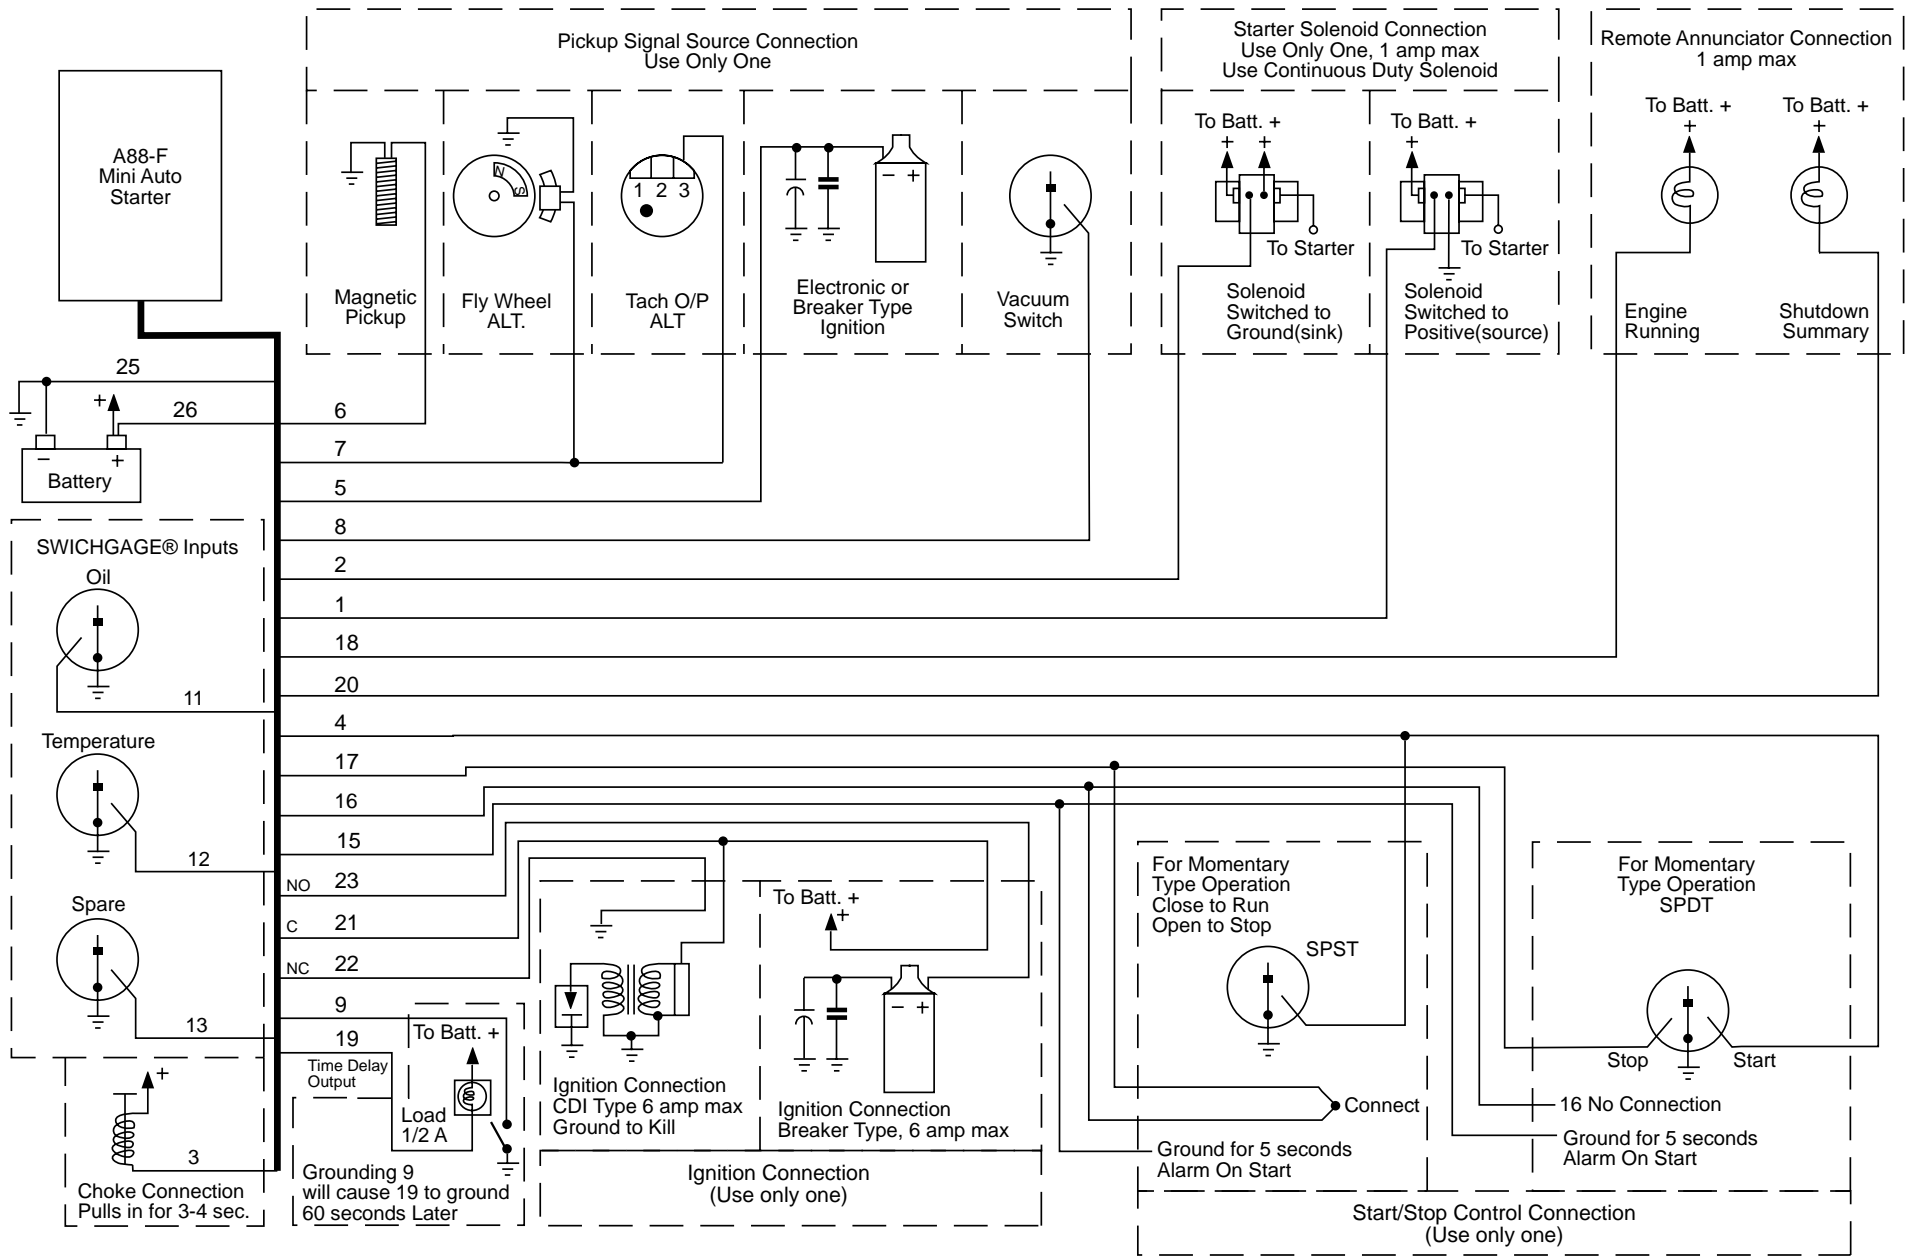 Pickup Signal Source Connection
Use Only One
Starter Solenoid Connection
Use Only One, 1 amp max
Use Continuous Duty Solenoid
Remote Annunciator Connection
1 amp max
A88-F
Mini Auto
Starter
N
S
1 2 3
− +
Magnetic
Pickup
Fly Wheel
ALT.
Tach O/P
ALT
Electronic or
Breaker Type
Ignition
Vacuum
Switch
To Batt. +
+ +
To Starter
Solenoid
Switched to
Ground(sink)
To Batt. +
+
To Starter
Solenoid
Switched to
Positive(source)
To Batt. +
+
Engine
Running
To Batt. +
+
Shutdown
Summary
25
+
26
− +
Battery
6
7
5
8
2
1
18
20
4
17
16
15
NO 23
C 21
NC 22
9
19
SWICHGAGE® Inputs
Oil
11
Temperature
12
Spare
13
+
3
Choke Connection
Pulls in for 3-4 sec.
Time Delay
Output
To Batt. +
Load
1/2 A
Grounding 9
will cause 19 to ground
60 seconds Later
Ignition Connection
CDI Type 6 amp max
Ground to Kill
To Batt. +
+
− +
Ignition Connection
Breaker Type, 6 amp max
Ignition Connection
(Use only one)
For Momentary
Type Operation
Close to Run
Open to Stop
SPST
Connect
Ground for 5 seconds
Alarm On Start
For Momentary
Type Operation
SPDT
Stop
Start
16 No Connection
Ground for 5 seconds
Alarm On Start
Start/Stop Control Connection
(Use only one)